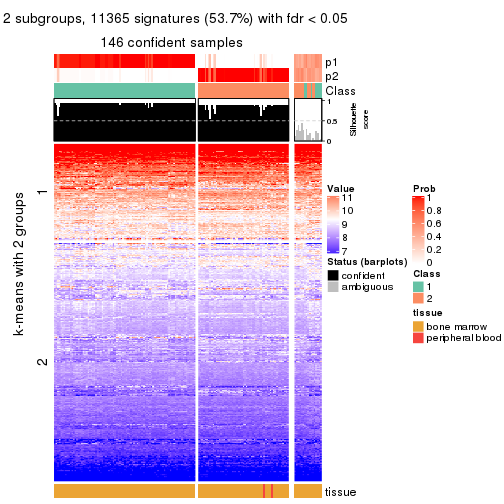 2 subgroups, 11365 signatures (53.7%) with fdr < 0.05
146 confident samples
p1
p2
Class
1
0.5
0
Silhouette
score
k-means with 2 groups
1
2
Value
11
10
9
8
7
Status (barplots)
confident
ambiguous
Prob
1
0.8
0.6
0.4
0.2
0
Class
1
2
tissue
bone marrow
peripheral blood
tissue